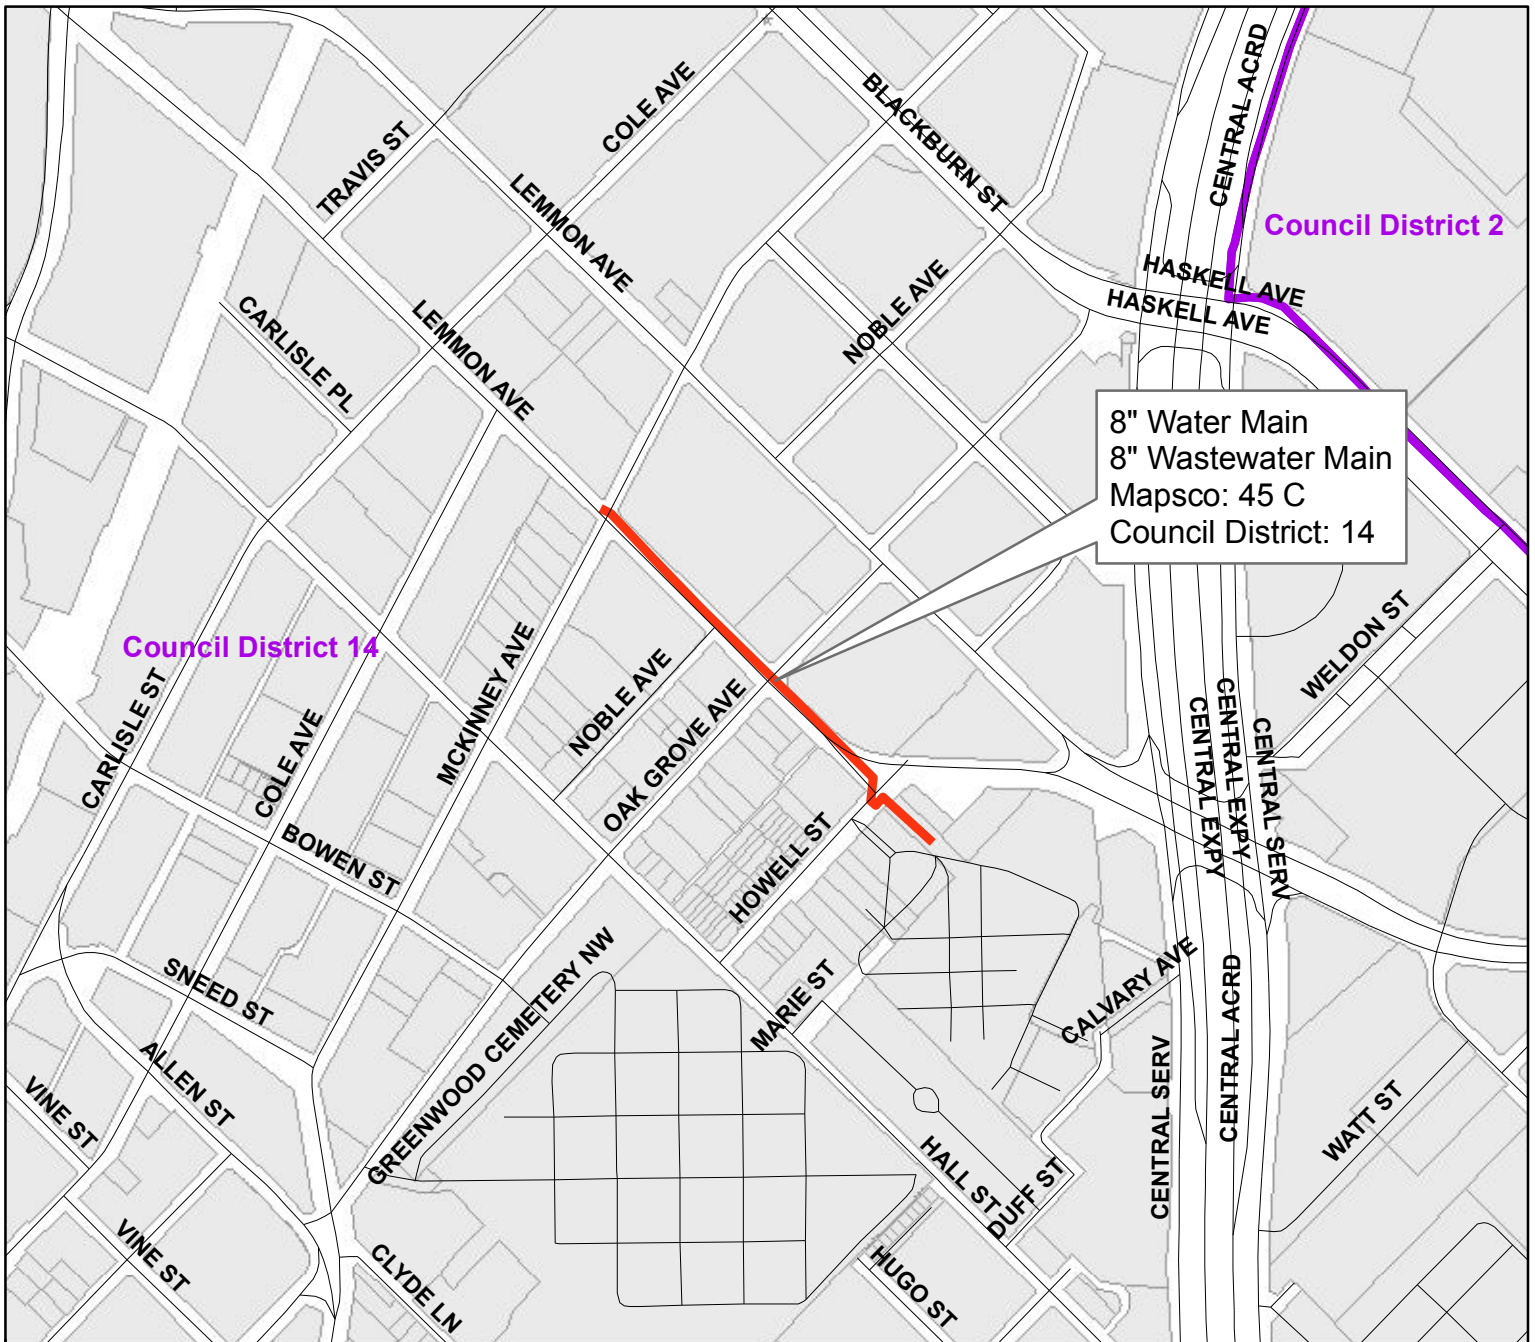 CENTRAL ACRD
COLE AVE
BLACKBURN ST
TRAVIS ST
LEMMON AVE
Council District 2
HASKELL AVE
HASKELL AVE
NOBLE AVE
CARLISLE PL
LEMMON AVE
8" Water Main
8" Wastewater Main
Mapsco: 45 C
Council District: 14
Council District 14
WELDON ST
CARLISLE ST
COLE AVE
MCKINNEY AVE
NOBLE AVE
OAK GROVE AVE
CENTRAL EXPY
CENTRAL EXPY
CENTRAL SERV
BOWEN ST
HOWELL ST
SNEED ST
GREENWOOD CEMETERY NW
MARIE ST
CALVARY AVE
CENTRAL ACRD
CENTRAL SERV
ALLEN ST
VINE ST
WATT ST
HALL ST
DUFF ST
VINE ST
CLYDE LN
HUGO ST